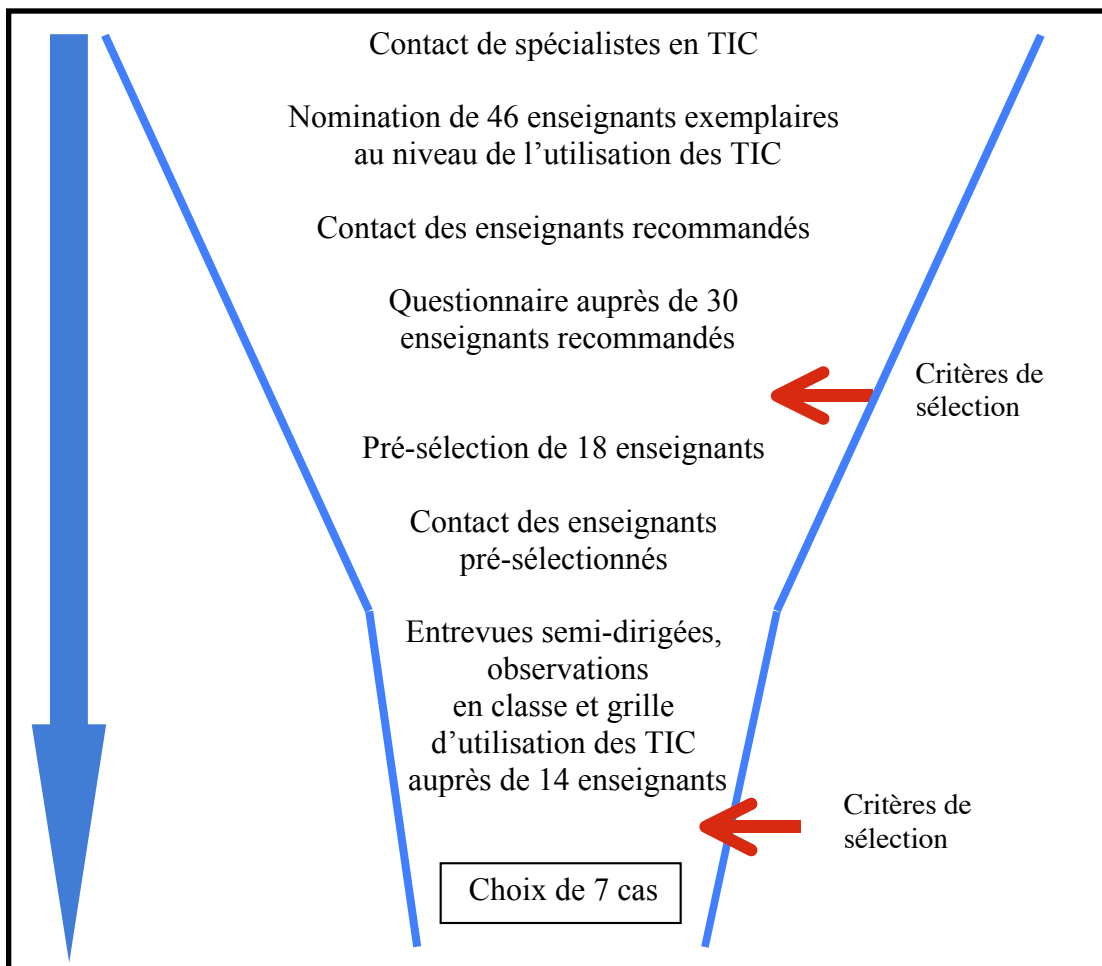 Contact de spécialistes en TIC
Nomination de 46 enseignants exemplaires
au niveau de l’utilisation des TIC
Contact des enseignants recommandés
Questionnaire auprès de 30
enseignants recommandés
Critères de
sélection
Pré-sélection de 18 enseignants
Contact des enseignants
pré-sélectionnés
Entrevues semi-dirigées,
observations
en classe et grille
d’utilisation des TIC
auprès de 14 enseignants
Critères de
sélection
Choix de 7 cas